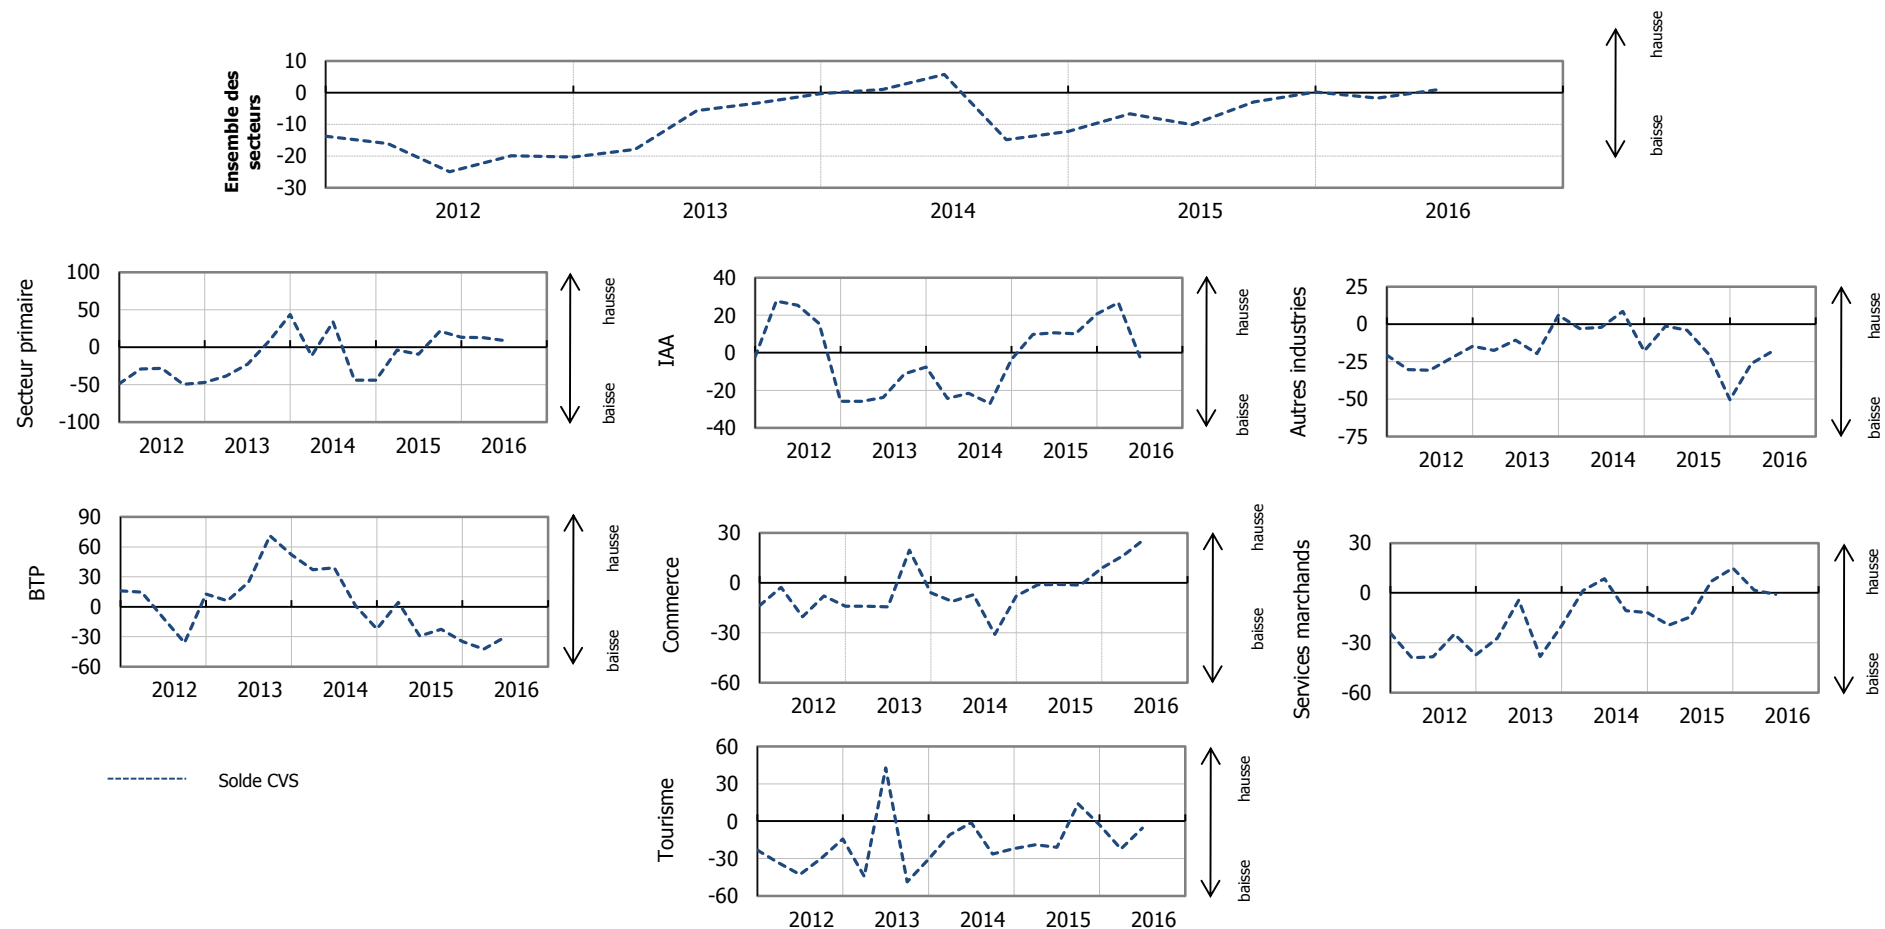 Ensemble des
secteurs
10
0
-10
-20
-30
2012 2013 2014 2015 2016
hausse
baisse
Secteur primaire
100
50
0
-50
-100
2012 2013 2014 2015 2016
hausse
baisse
IAA
40
20
0
-20
-40
2012 2013 2014 2015 2016
hausse
baisse
Autres industries
25
0
-25
-50
-75
2012 2013 2014 2015 2016
hausse
baisse
BTP
90
60
30
0
-30
-60
2012 2013 2014 2015 2016
hausse
baisse
Commerce
30
0
-30
-60
2012 2013 2014 2015 2016
hausse
baisse
Services marchands
30
0
-30
-60
2012 2013 2014 2015 2016
hausse
baisse
Solde CVS
Tourisme
60
30
0
-30
-60
2012 2013 2014 2015 2016
hausse
baisse